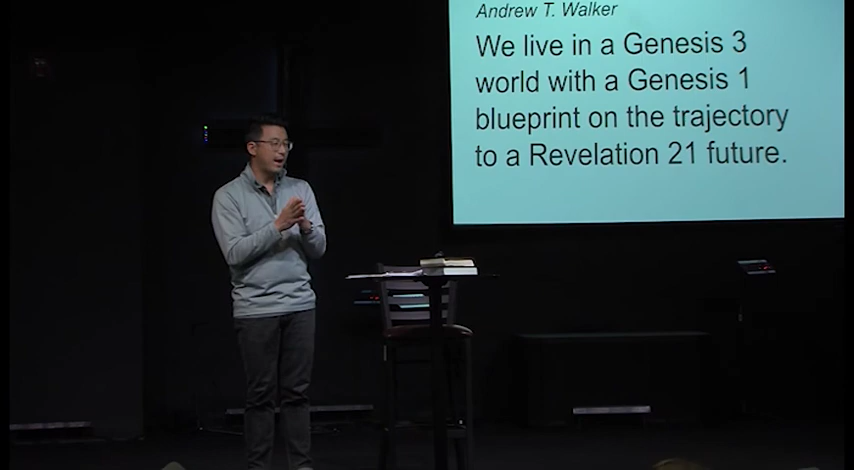 Andrew T. Walker
We live in a Genesis 3
world with a Genesis 1
blueprint on the trajectory
to a Revelation 21 future.